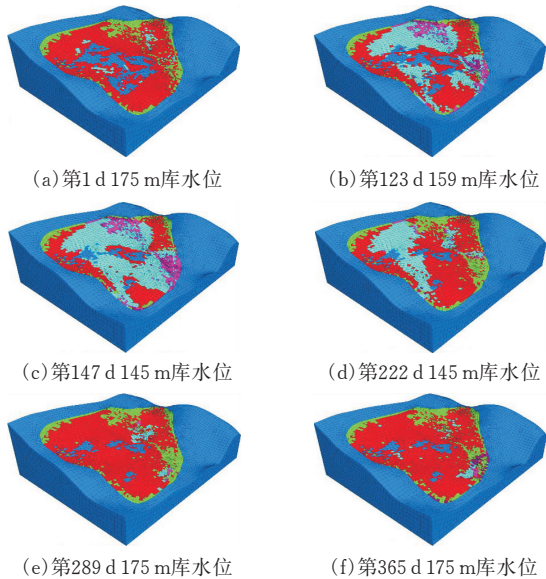 (a)第1 d 175 m库水位
(b)第123 d 159 m库水位
(c)第147 d 145 m库水位
(d)第222 d 145 m库水位
(e)第289 d 175 m库水位
(f)第365 d 175 m库水位